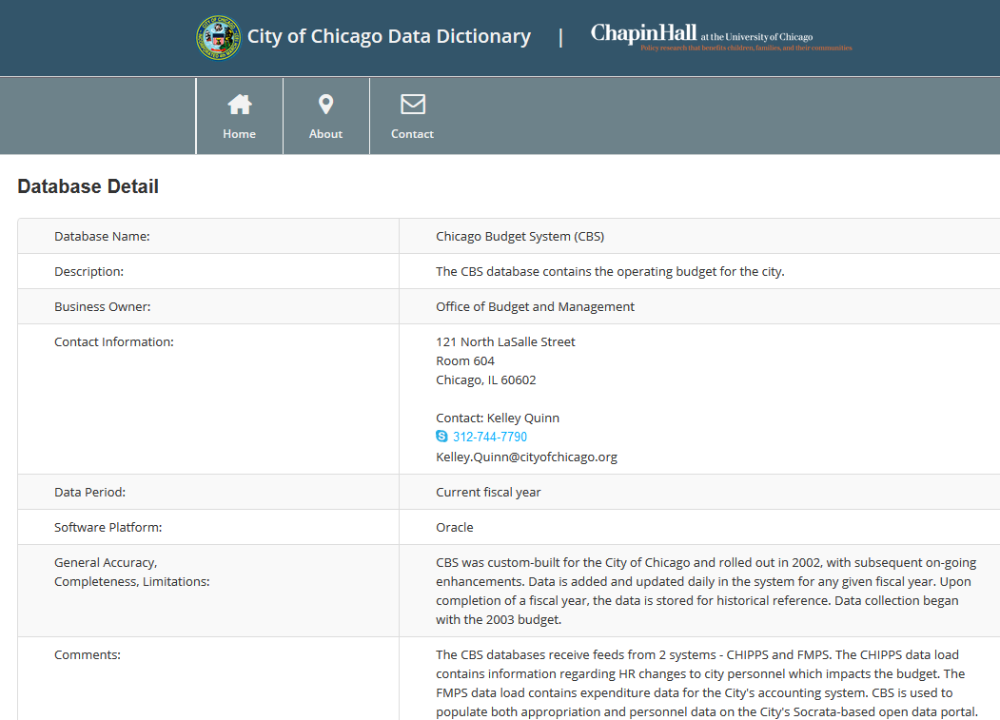 City of Chicago Data Dictionary | ChapinHall at the University of Chicago
Policy research that benefits children, families, and their communities
Home About Contact
Database Detail
Database Name: Chicago Budget System (CBS)
Description: The CBS database contains the operating budget for the city.
Business Owner: Office of Budget and Management
Contact Information: 121 North LaSalle Street
Room 604
Chicago, IL 60602
Contact: Kelley Quinn
312-744-7790
Kelley.Quinn@cityofchicago.org
Data Period: Current fiscal year
Software Platform: Oracle
General Accuracy,
Completeness, Limitations:
CBS was custom-built for the City of Chicago and rolled out in 2002, with subsequent on-going
enhancements. Data is added and updated daily in the system for any given fiscal year. Upon
completion of a fiscal year, the data is stored for historical reference. Data collection began
with the 2003 budget.
Comments: The CBS databases receive feeds from 2 systems - CHIPPS and FMPS. The CHIPPS data load
contains information regarding HR changes to city personnel which impacts the budget. The
FMPS data load contains expenditure data for the City's accounting system. CBS is used to
populate both appropriation and personnel data on the City's Socrata-based open data portal.